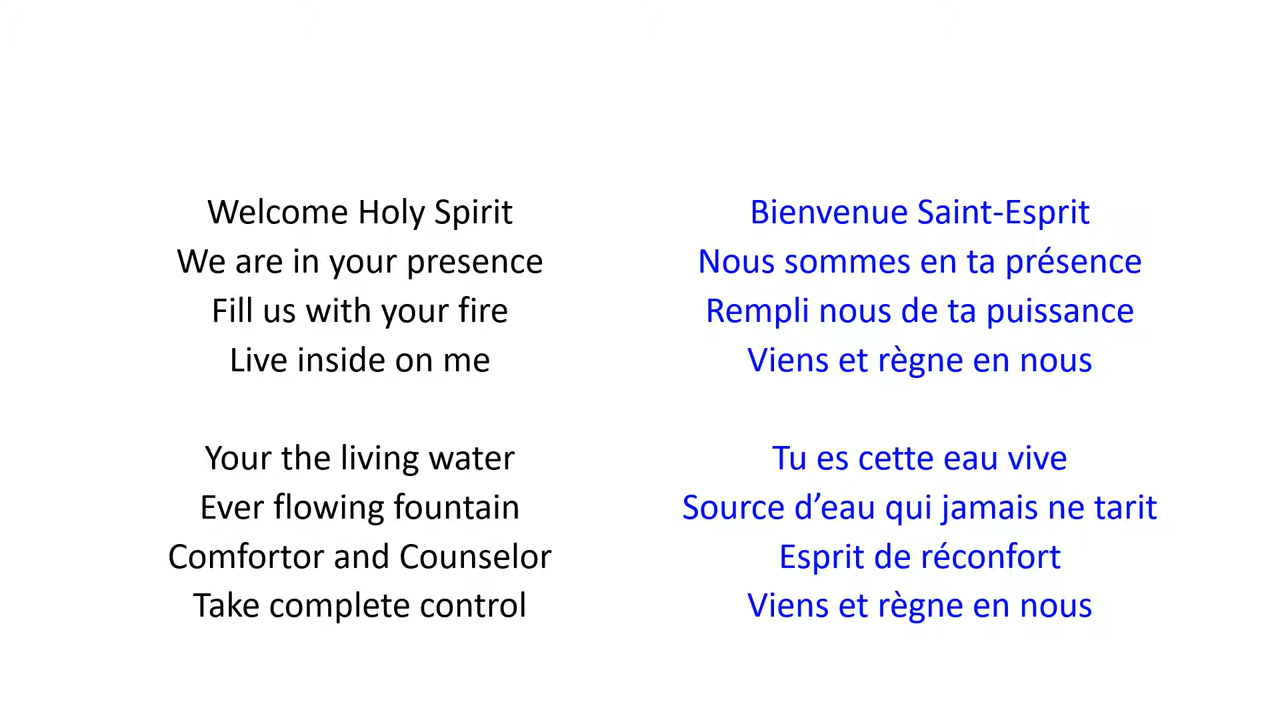 Welcome Holy Spirit
We are in your presence
Fill us with your fire
Live inside on me
Your the living water
Ever flowing fountain
Comfortor and Counselor
Take complete control
Bienvenue Saint-Esprit
Nous sommes en ta présence
Rempli nous de ta puissance
Viens et règne en nous
Tu es cette eau vive
Source d’eau qui jamais ne tarit
Esprit de réconfort
Viens et règne en nous